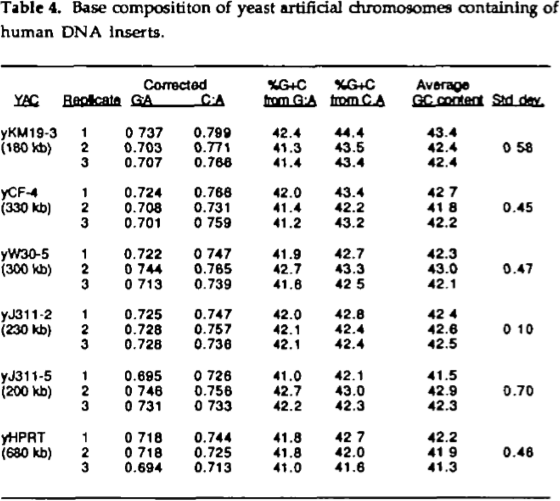 Table 4. Base composititon of yeast artificial chromosomes containing of
human DNA inserts.
Corrected %G+C %G+C Average
YAC Replicate G:A C:A from G:A from C:A GC content Std dev.
yKM19-3 1 0 737 0.799 42.4 44.4 43.4
(180 kb) 2 0.703 0.771 41.3 43.5 42.4 0 58
3 0.707 0.768 41.4 43.4 42.4
yCF-4 1 0.724 0.768 42.0 43.4 42 7
(330 kb) 2 0.708 0.731 41.4 42.2 41 8 0.45
3 0.701 0 759 41.2 43.2 42.2
yW30-5 1 0.722 0 747 41.9 42.7 42.3
(300 kb) 2 0 744 0.765 42.7 43.3 43.0 0.47
3 0 713 0.739 41.6 42 5 42.1
yJ311-2 1 0.725 0.747 42.0 42.8 42 4
(230 kb) 2 0.728 0.757 42.1 42.4 42.6 0 10
3 0.728 0.736 42.1 42.4 42.5
yJ311-5 1 0.695 0 726 41.0 42.1 41.5
(200 kb) 2 0 746 0.756 42.7 43.0 42.9 0.70
3 0 731 0 733 42.2 42.3 42.3
yHPRT 1 0 718 0.744 41.8 42 7 42.2
(680 kb) 2 0 718 0.725 41.8 42.0 41 9 0.46
3 0.694 0.713 41.0 41.6 41.3